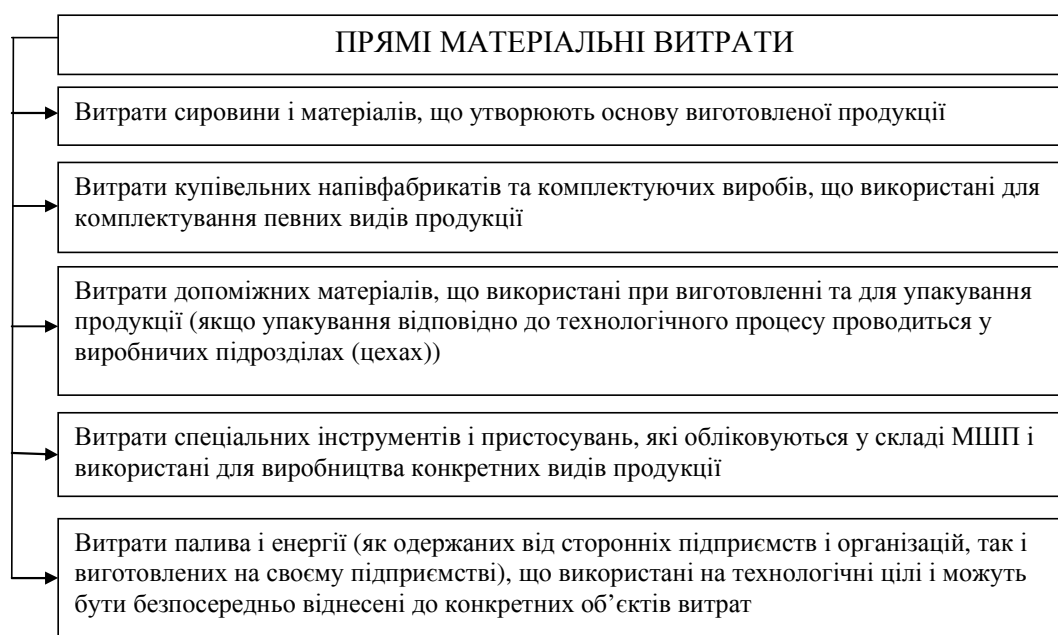 ПРЯМІ МАТЕРІАЛЬНІ ВИТРАТИ
Витрати сировини і матеріалів, що утворюють основу виготовленої продукції
Витрати купівельних напівфабрикатів та комплектуючих виробів, що використані для
комплектування певних видів продукції
Витрати допоміжних матеріалів, що використані при виготовленні та для упакування
продукції (якщо упакування відповідно до технологічного процесу проводиться у
виробничих підрозділах (цехах))
Витрати спеціальних інструментів і пристосувань, які обліковуються у складі МШП і
використані для виробництва конкретних видів продукції
Витрати палива і енергії (як одержаних від сторонніх підприємств і організацій, так і
виготовлених на своєму підприємстві), що використані на технологічні цілі і можуть
бути безпосередньо віднесені до конкретних об’єктів витрат